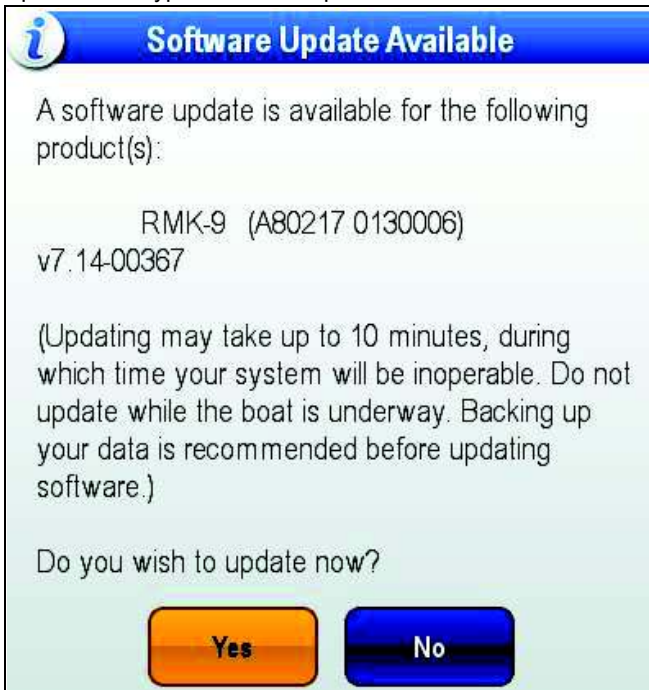 Software Update Available
A software update is available for the following
product(s):
RMK-9 (A80217 0130006)
v7.14-00367
(Updating may take up to 10 minutes, during
which time your system will be inoperable. Do not
update while the boat is underway. Backing up
your data is recommended before updating
software.)
Do you wish to update now?
Yes
No